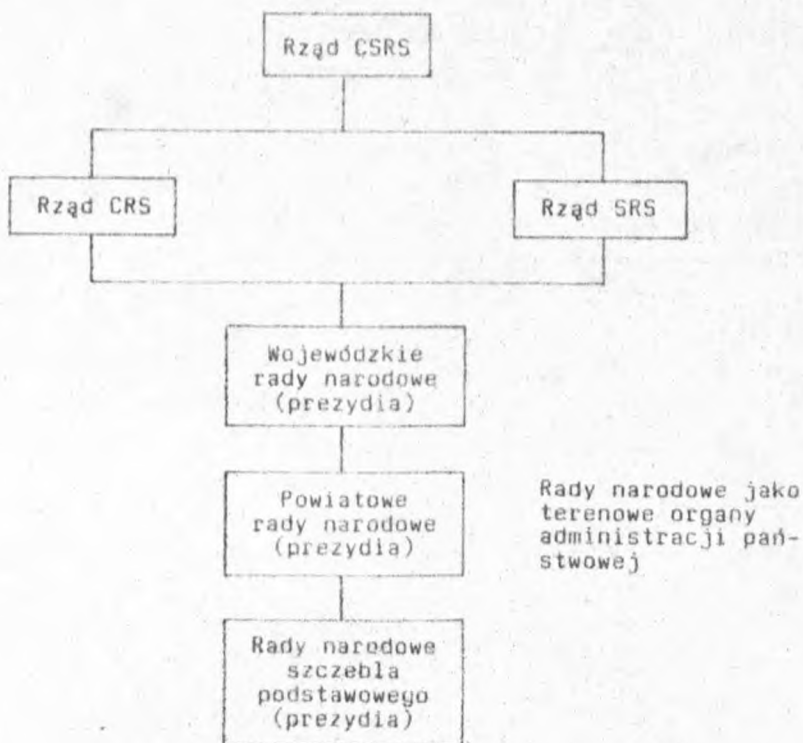 Rząd CSRS
Rząd CRS
Rząd SRS
Wojewódzkie
rady narodowe
(prezydia)
Powiatowe
rady narodowe
(prezydia)
Rady narodowe jako
terenowe organy
administracji pań-
stwowej
Rady narodowe
szczebla
podstawowego
(prezydia)